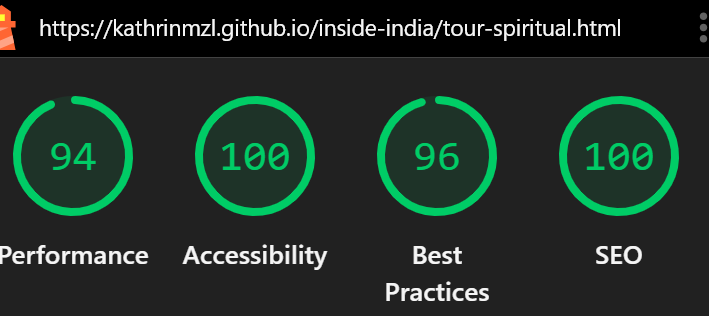 https://kathrinmzl.github.io/inside-india/tour-spiritual.html
94 100 96 100
Performance Accessibility Best Practices SEO